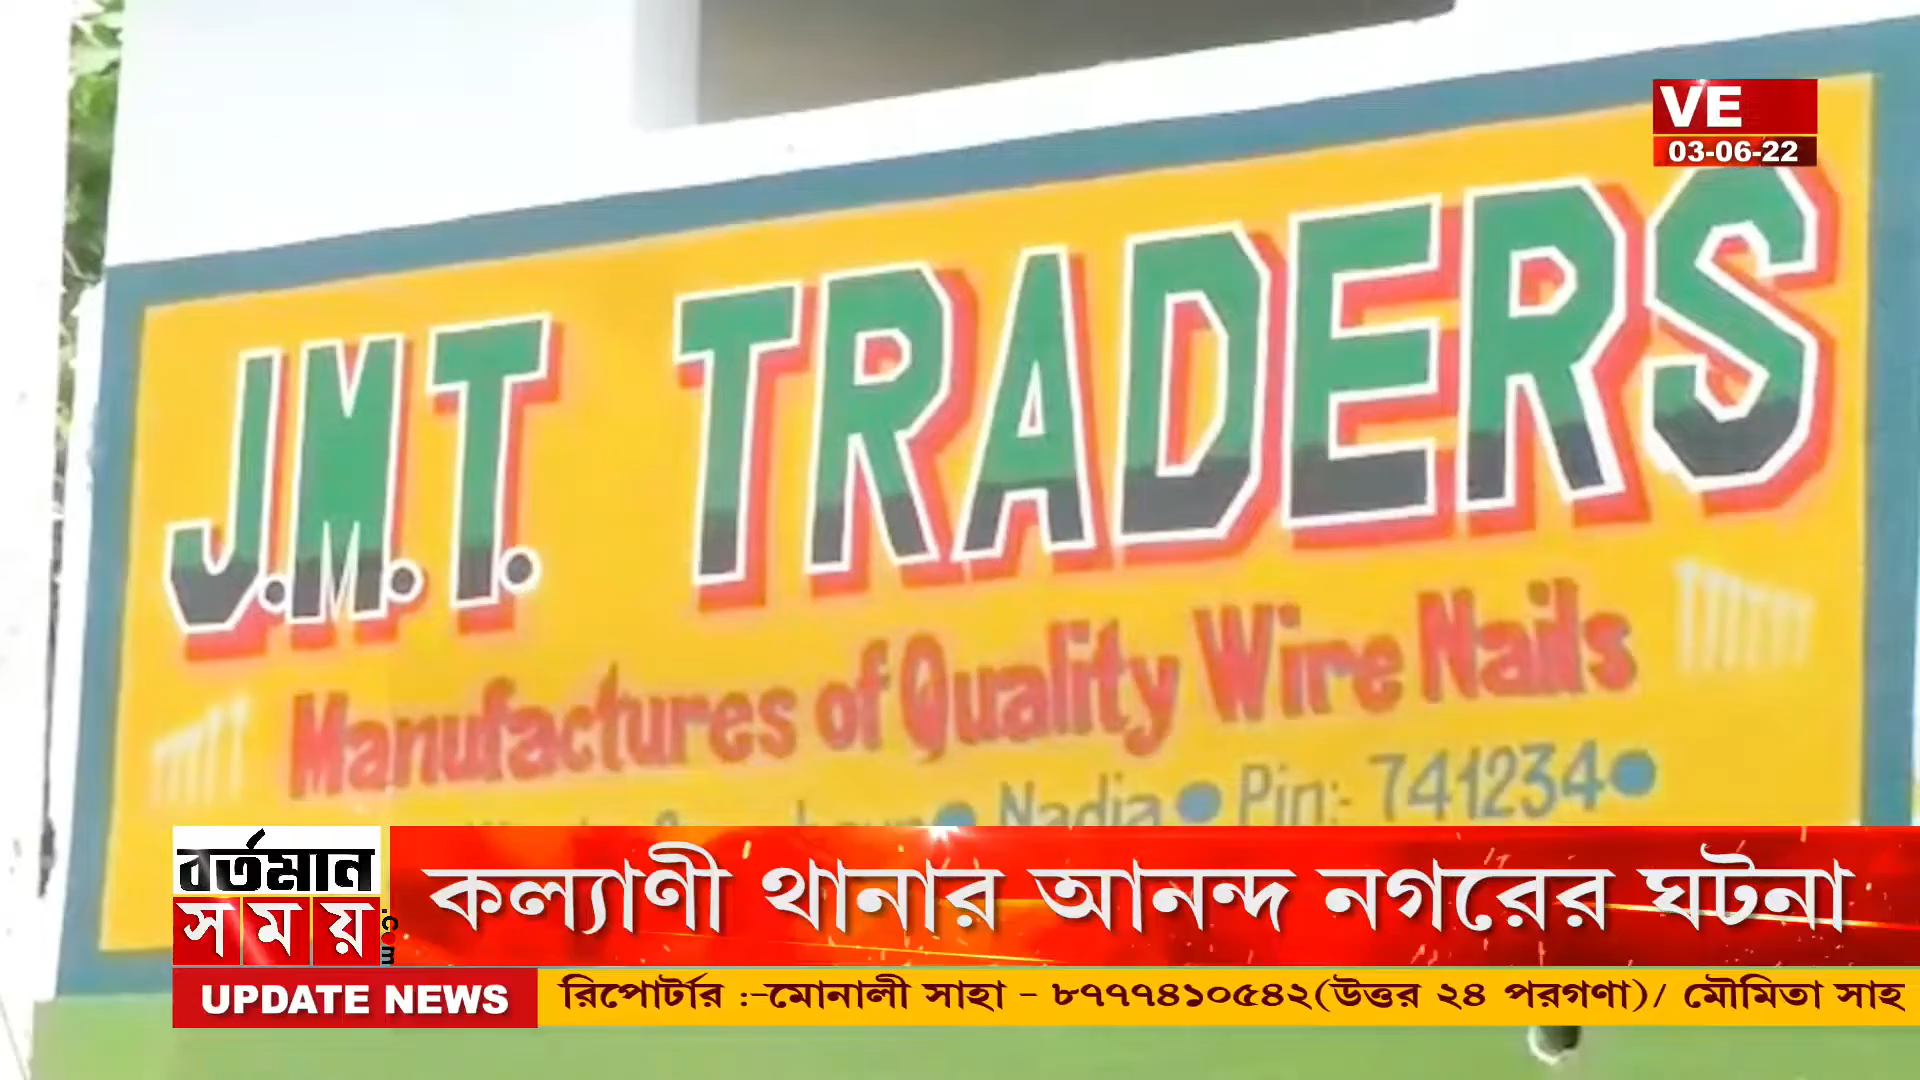 VE
03-06-22
J.M.T. TRADERS
Manufactures of Quality Wire Nails
Nadia • Pin:- 741234 •
বর্তমান
সময়
.com
কল্যাণী থানার আনন্দ নগরের ঘটনা
UPDATE NEWS
রিপোর্টার :-মোনালী সাহা - ৮৭৭৭৪১০৫৪২(উত্তর ২৪ পরগণা)/ মৌমিতা সাহ